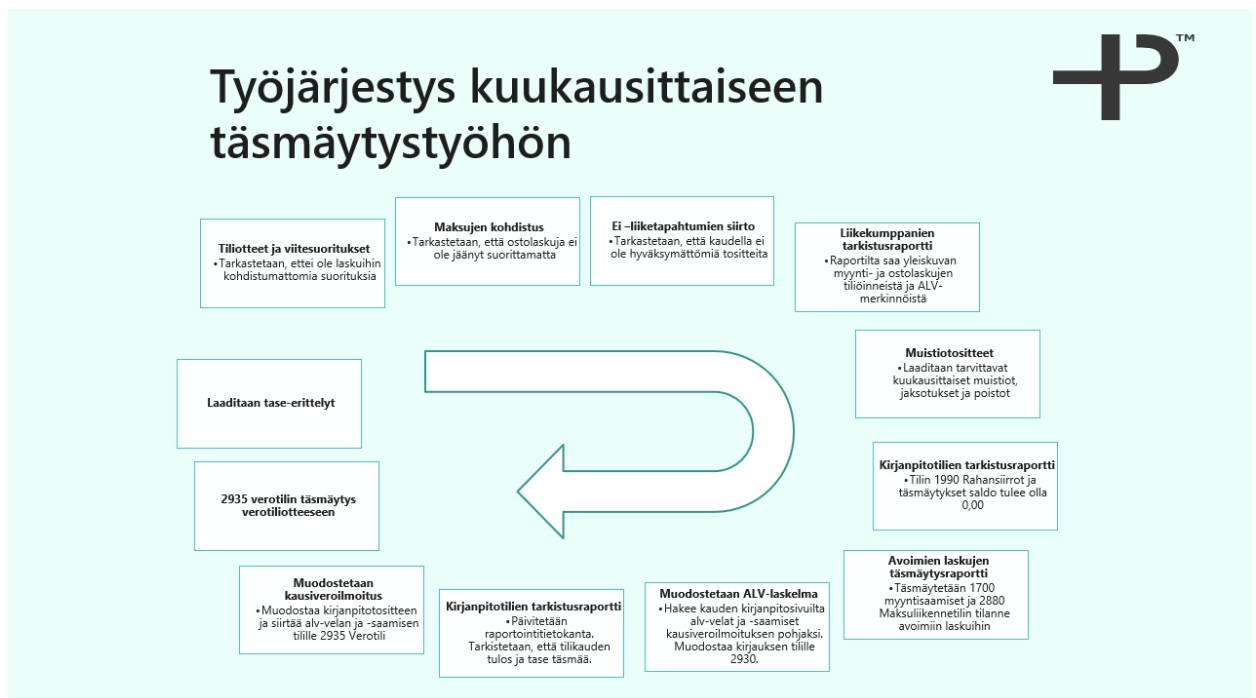 Työjärjestys kuukausittaiseen
täsmäytystyöhön
TM
Tiliotteet ja viitesuoritukset
•Tarkastetaan, ettei ole laskuihin
kohdistumattomia suorituksia
Maksujen kohdistus
•Tarkastetaan, että ostolaskuja ei
ole jäänyt suorittamatta
Ei –liiketapahtumien siirto
•Tarkastetaan, että kaudella ei
ole hyväksymättömiä tositteita
Liikekumppanien
tarkistusraportti
•Raportilta saa yleiskuvan
myynti- ja ostolaskujen
tiliöinneistä ja ALV-
merkinnöistä
Muistiotositteet
•Laaditaan tarvittavat
kuukausittaiset muistiot,
jaksotukset ja poistot
Kirjanpitotilien tarkistusraportti
•Tilin 1990 Rahansiirrot ja
täsmäytykset saldo tulee olla
0,00
Avoimien laskujen
täsmäytysraportti
•Täsmäytetään 1700
myyntisaamiset ja 2880
Maksuliikennetilin tilanne
avoimiin laskuihin
Muodostetaan ALV-laskelma
•Hakee kauden kirjanpitosivuilta
alv-velat ja -saamiset
kausiveroilmoituksen pohjaksi.
Muodostaa kirjauksen tilille
2930.
Kirjanpitotilien tarkistusraportti
•Päivitetään
raportointitietokanta.
Tarkistetaan, että tilikauden
tulos ja tase täsmää.
Muodostetaan
kausiveroilmoitus
•Muodostaa kirjanpitotositteen
ja siirtää alv-velan ja -saamisen
tilille 2935 Verotili
2935 verotilin täsmäytys
verotiliotteeseen
Laaditaan tase-erittelyt